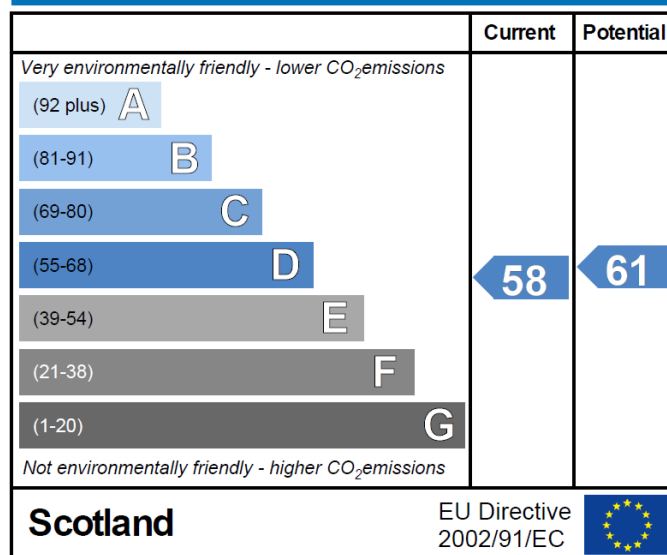 Current Potential
Very environmentally friendly - lower CO2emissions
(92 plus) A
(81-91) B
(69-80) C
(55-68) D
58 61
(39-54) E
(21-38) F
(1-20) G
Not environmentally friendly - higher CO2emissions
Scotland
EU Directive
2002/91/EC